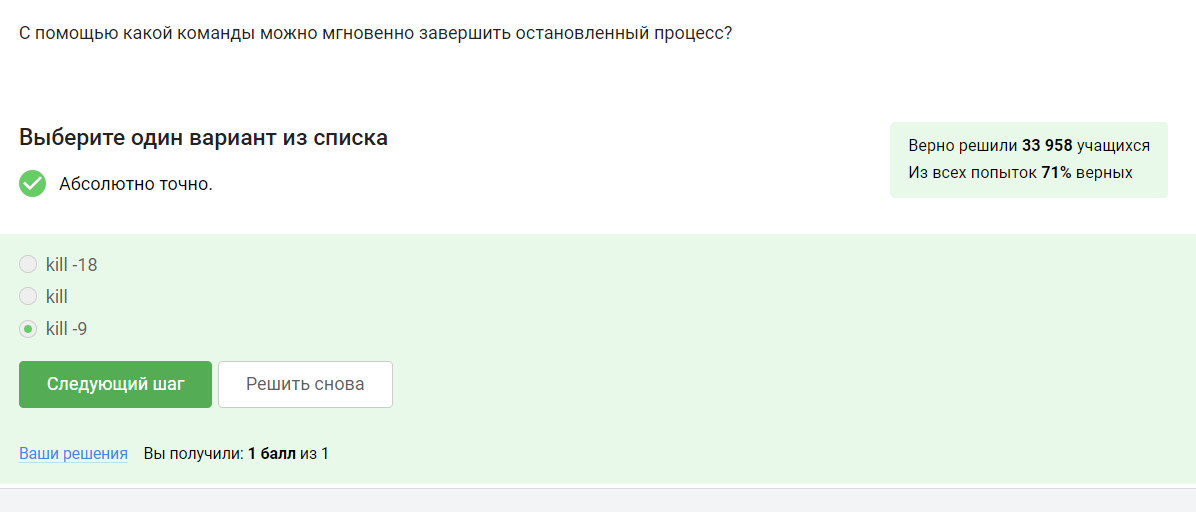 С помощью какой команды можно мгновенно завершить остановленный процесс?
Выберите один вариант из списка
Абсолютно точно.
Верно решили 33 958 учащихся
Из всех попыток 71% верных
kill -18
kill
kill -9
Следующий шаг
Решить снова
Ваши решения Вы получили: 1 балл из 1